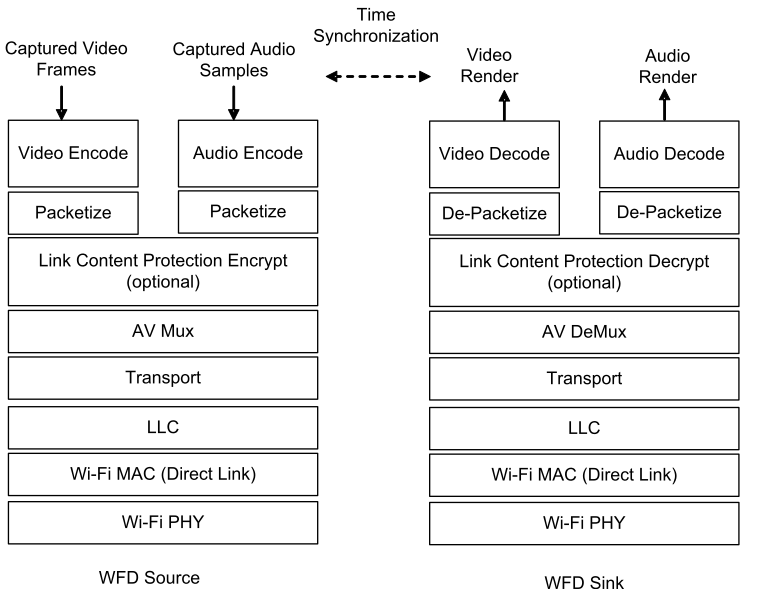 Time
Synchronization
Captured Video
Frames
Captured Audio
Samples
Video
Render
Audio
Render
Video Encode
Audio Encode
Video Decode
Audio Decode
Packetize
Packetize
De-Packetize
De-Packetize
Link Content Protection Encrypt
(optional)
Link Content Protection Decrypt
(optional)
AV Mux
AV DeMux
Transport
Transport
LLC
LLC
Wi-Fi MAC (Direct Link)
Wi-Fi MAC (Direct Link)
Wi-Fi PHY
Wi-Fi PHY
WFD Source
WFD Sink